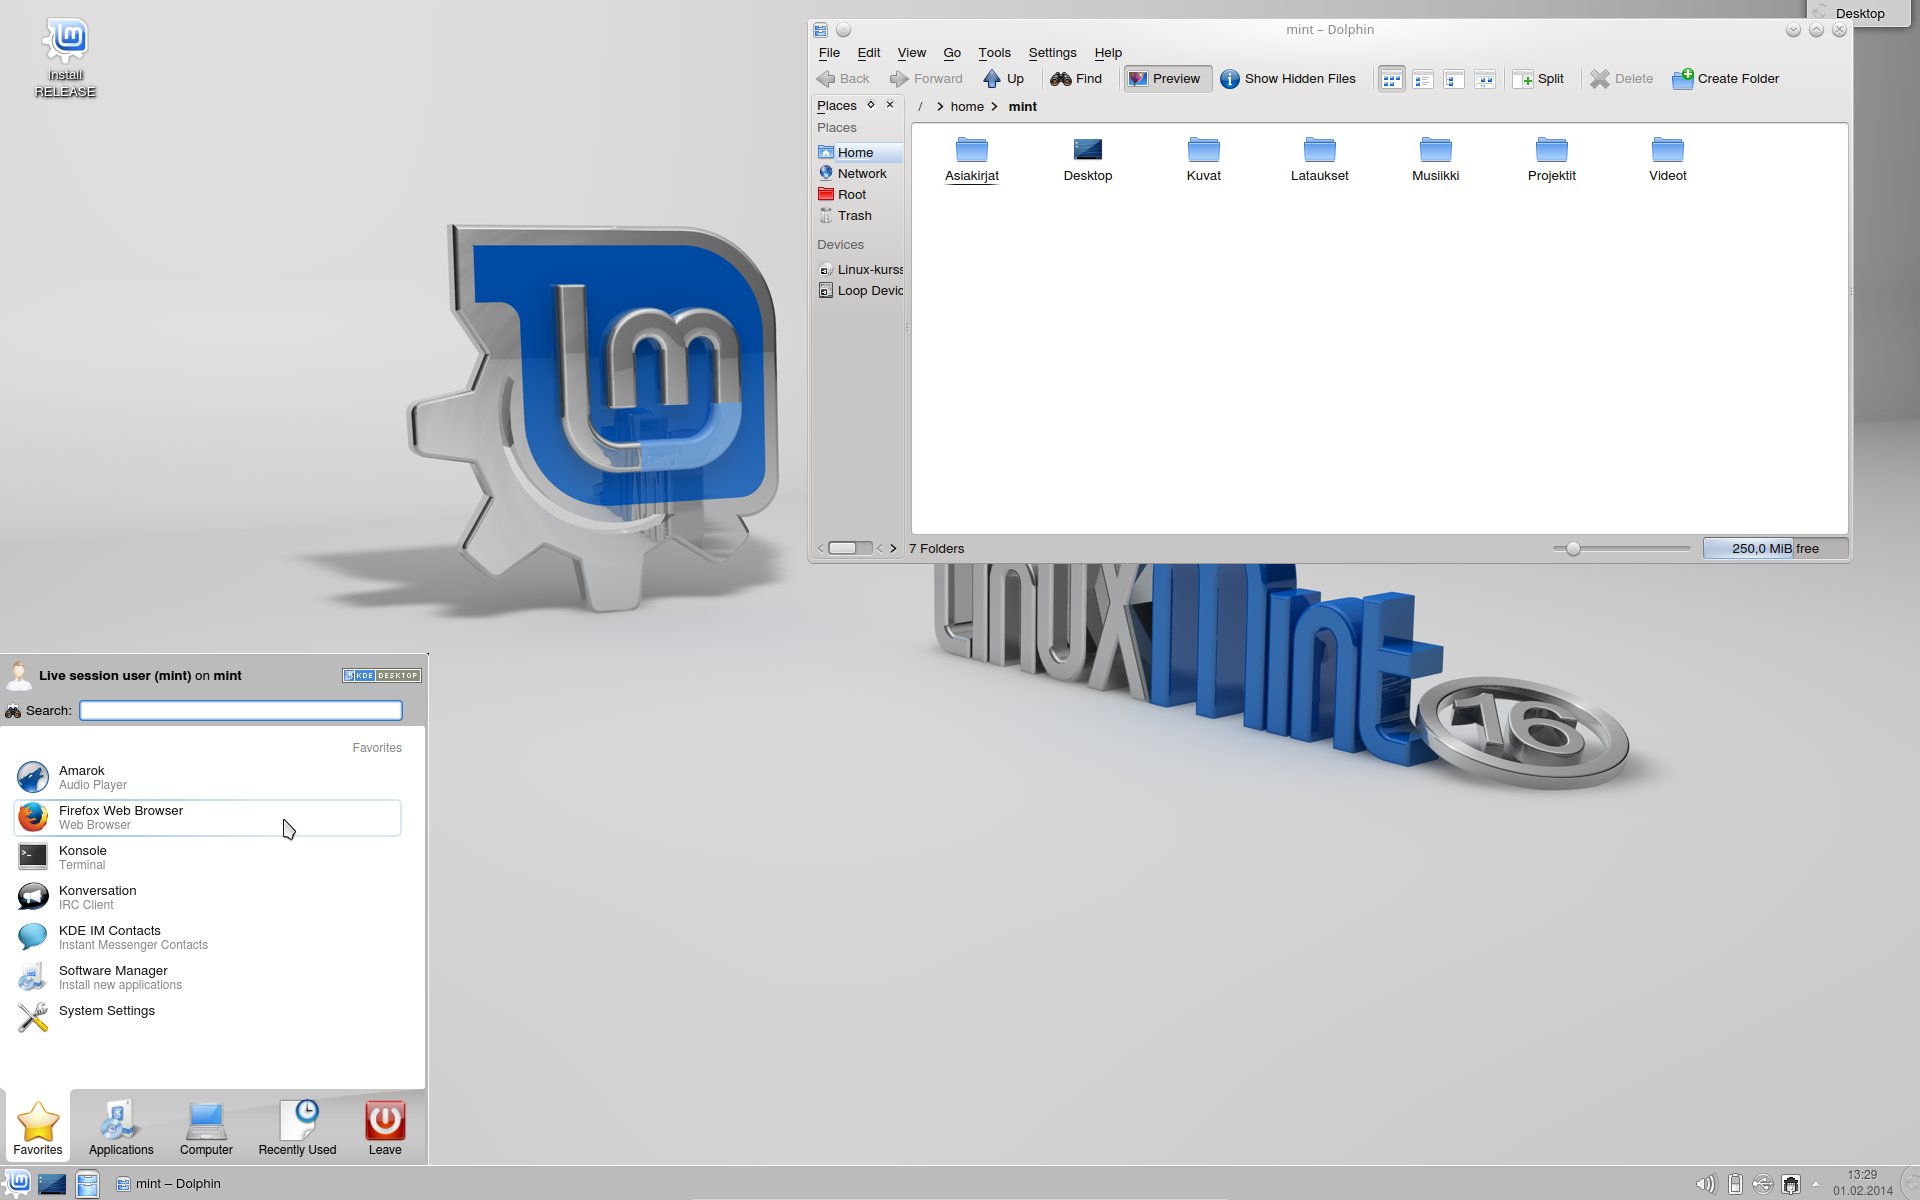 Install
RELEASE
Desktop
mint – Dolphin
File Edit View Go Tools Settings Help
Back Forward Up Find Preview Show Hidden Files Split Delete Create Folder
Places
/ > home > mint
Places
Home
Network
Root
Trash
Devices
Linux-kurss
Loop Devic
Asiakirjat Desktop Kuvat Lataukset Musiikki Projektit Videot
7 Folders
250,0 MiB free
lm
Linux Mint
16
Live session user (mint) on mint
KDE DESKTOP
Search:
Favorites
Amarok
Audio Player
Firefox Web Browser
Web Browser
Konsole
Terminal
Konversation
IRC Client
KDE IM Contacts
Instant Messenger Contacts
Software Manager
Install new applications
System Settings
Favorites Applications Computer Recently Used Leave
mint – Dolphin
13:29
01.02.2014